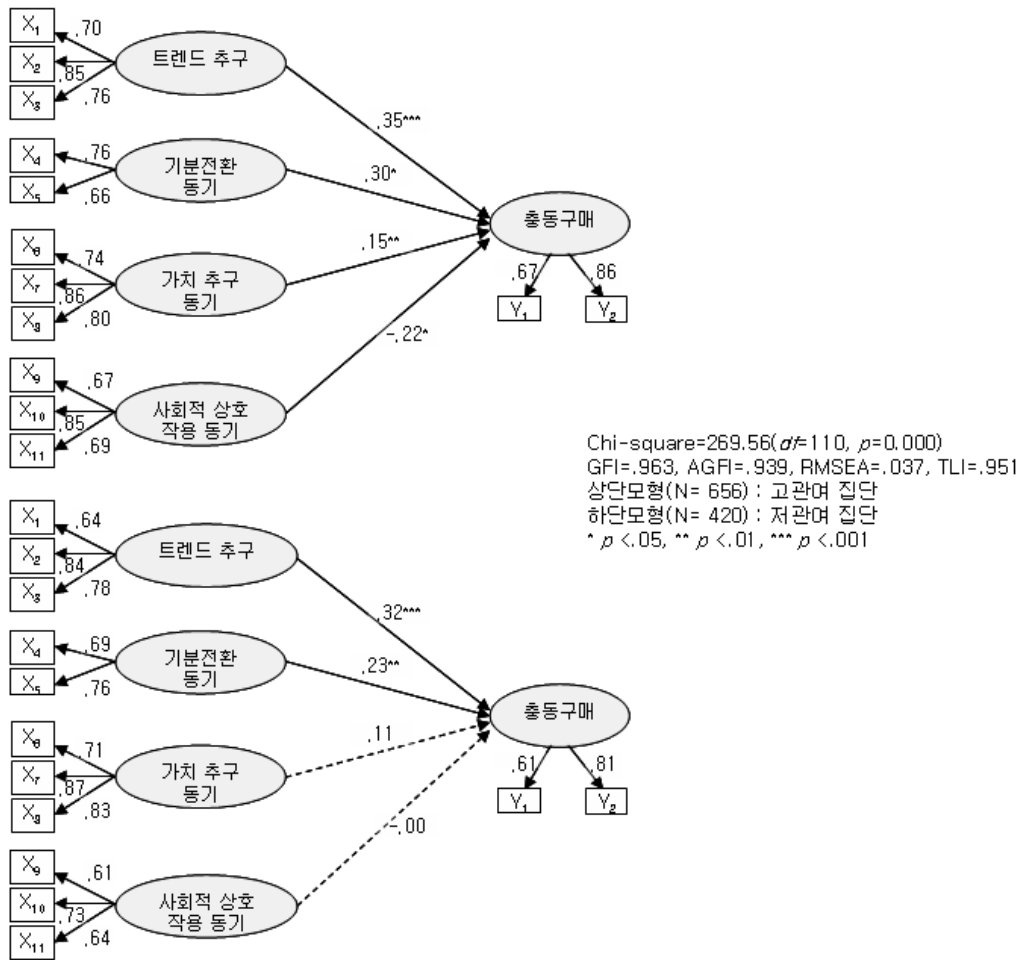 X₁
.70
트렌드 추구
X₂
.85
X₃
.76
.35***
X₄
.76
기분전환
동기
X₅
.66
.30*
충동구매
X₆
.74
가치 추구
동기
.15**
X₇
.86
X₈
.80
.67
.86
Y₁
Y₂
-.22*
X₉
.67
사회적 상호
작용 동기
X₁₀
.85
X₁₁
.69
Chi-square=269.56(df=110, p=0.000)
GFI=.963, AGFI=.939, RMSEA=.037, TLI=.951
상단모형(N= 656) : 고관여 집단
하단모형(N= 420) : 저관여 집단
* p <.05, ** p <.01, *** p <.001
X₁
.64
트렌드 추구
X₂
.84
X₃
.78
.32***
X₄
.69
기분전환
동기
X₅
.76
.23**
충동구매
X₆
.71
가치 추구
동기
.11
X₇
.87
X₈
.83
.61
.81
Y₁
Y₂
-.00
X₉
.61
사회적 상호
작용 동기
X₁₀
.73
X₁₁
.64